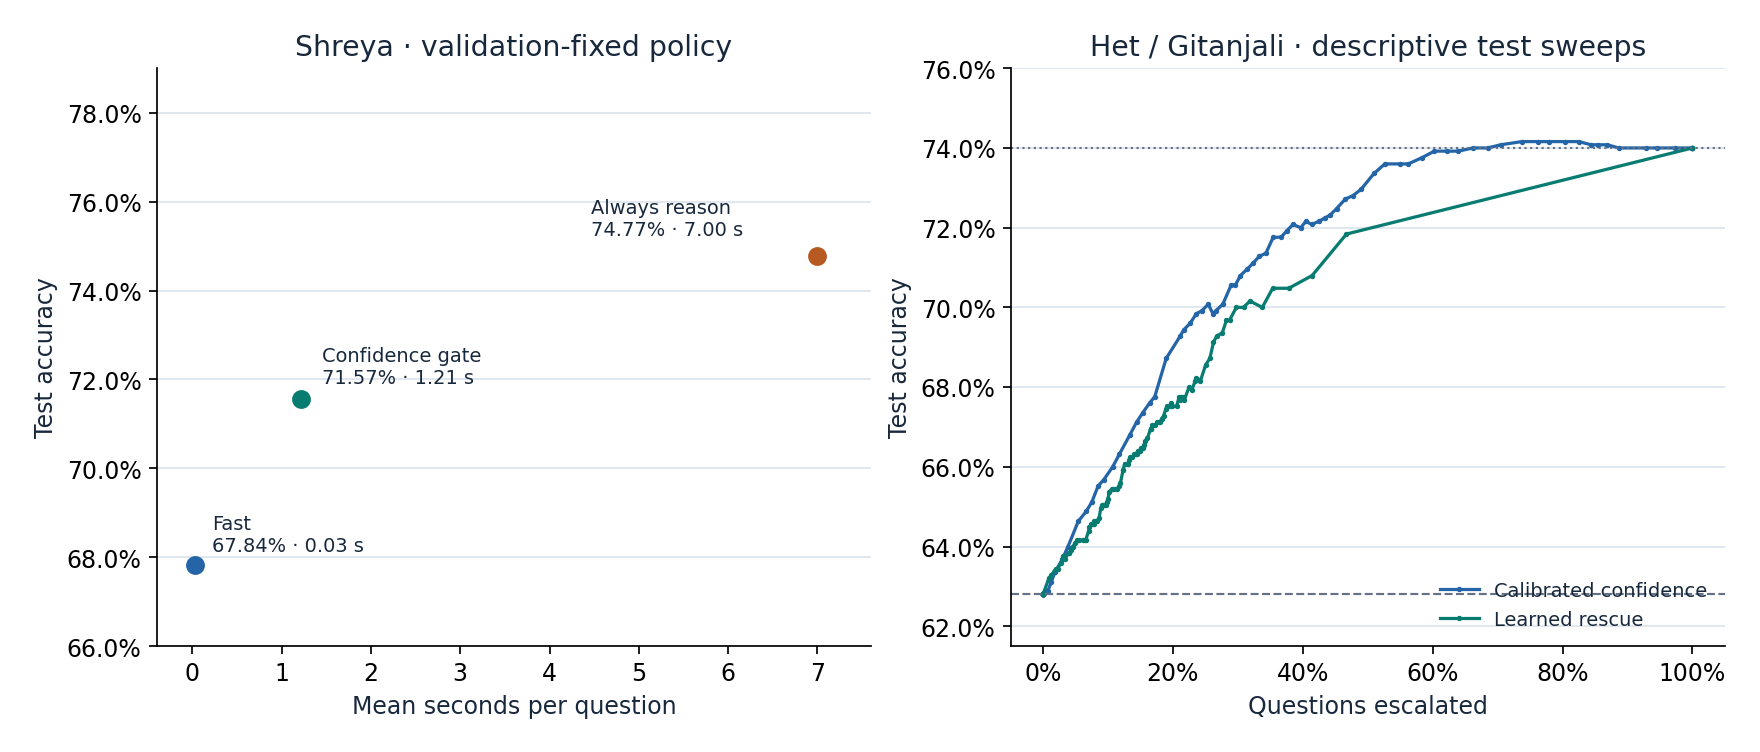 Shreya · validation-fixed policy
78.0%
76.0%
74.0%
72.0%
70.0%
68.0%
66.0%
Test accuracy
Always reason
74.77% · 7.00 s
Confidence gate
71.57% · 1.21 s
Fast
67.84% · 0.03 s
0 1 2 3 4 5 6 7
Mean seconds per question
Het / Gitanjali · descriptive test sweeps
76.0%
74.0%
72.0%
70.0%
68.0%
66.0%
64.0%
62.0%
Test accuracy
Calibrated confidence
Learned rescue
0% 20% 40% 60% 80% 100%
Questions escalated